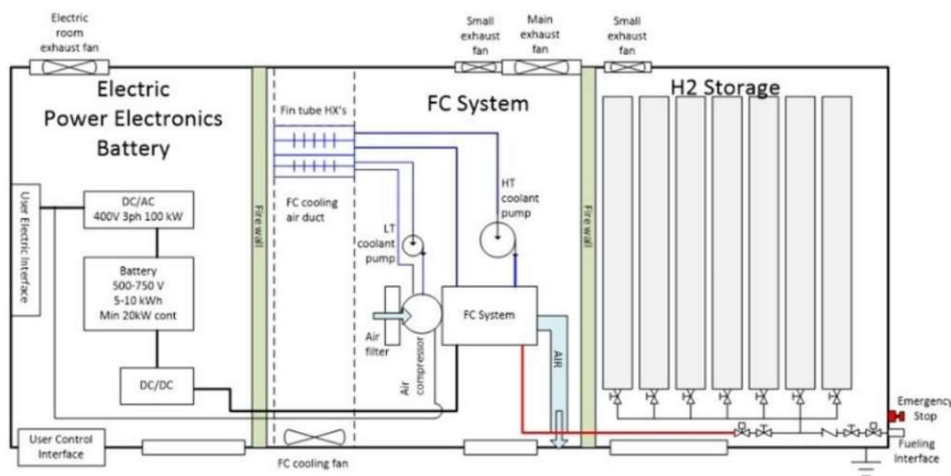 Electric
room
exhaust fan
Small
exhaust
fan
Main
exhaust
fan
Small
exhaust
fan
Electric
Power Electronics
Battery
FC System
H2 Storage
Fin tube HX's
User Electric Interface
DC/AC
400V 3ph 100 kW
Fire wall
FC cooling
air duct
LT
coolant
pump
HT
coolant
pump
Fire wall
Battery
500-750 V
5-10 kWh
Min 20kW cont
FC System
Air
filter
Air
compressor
AIR
DC/DC
Emergency
Stop
User Control
Interface
FC cooling fan
Fueling
Interface